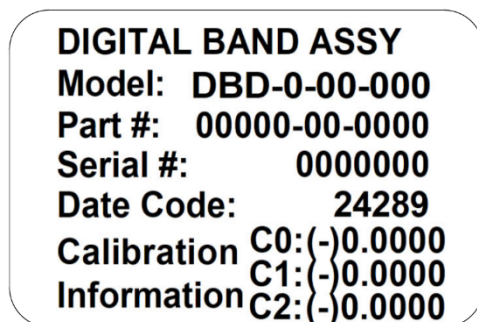 DIGITAL BAND ASSY
Model: DBD-0-00-000
Part #: 00000-00-0000
Serial #: 0000000
Date Code: 24289
Calibration Information
C0:(-)0.0000
C1:(-)0.0000
C2:(-)0.0000